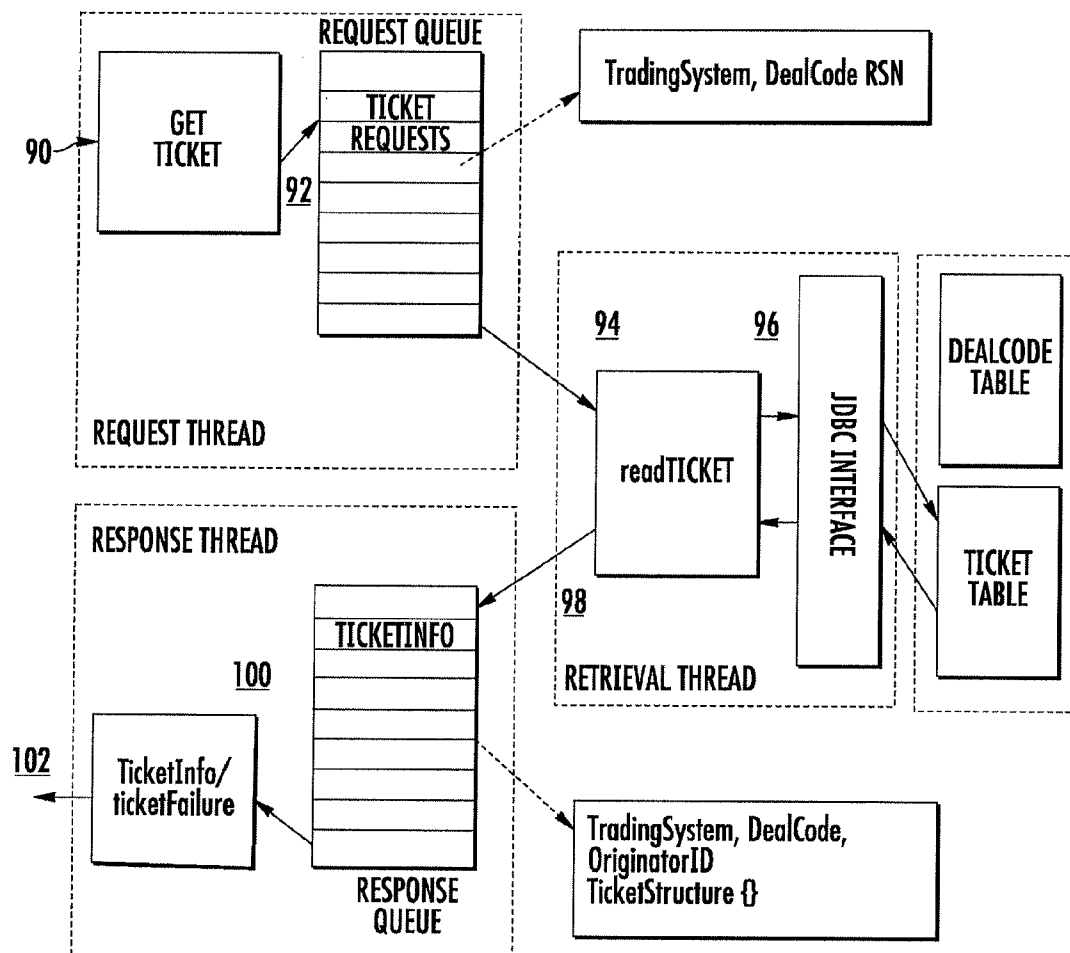 REQUEST QUEUE
GET
TICKET
90
92
TICKET
REQUESTS
TradingSystem, DealCode RSN
REQUEST THREAD
94
96
readTICKET
JDBC INTERFACE
DEALCODE
TABLE
TICKET
TABLE
RETRIEVAL THREAD
RESPONSE THREAD
98
TICKETINFO
100
102
TicketInfo/
ticketFailure
RESPONSE
QUEUE
TradingSystem, DealCode,
OriginatorID
TicketStructure {}